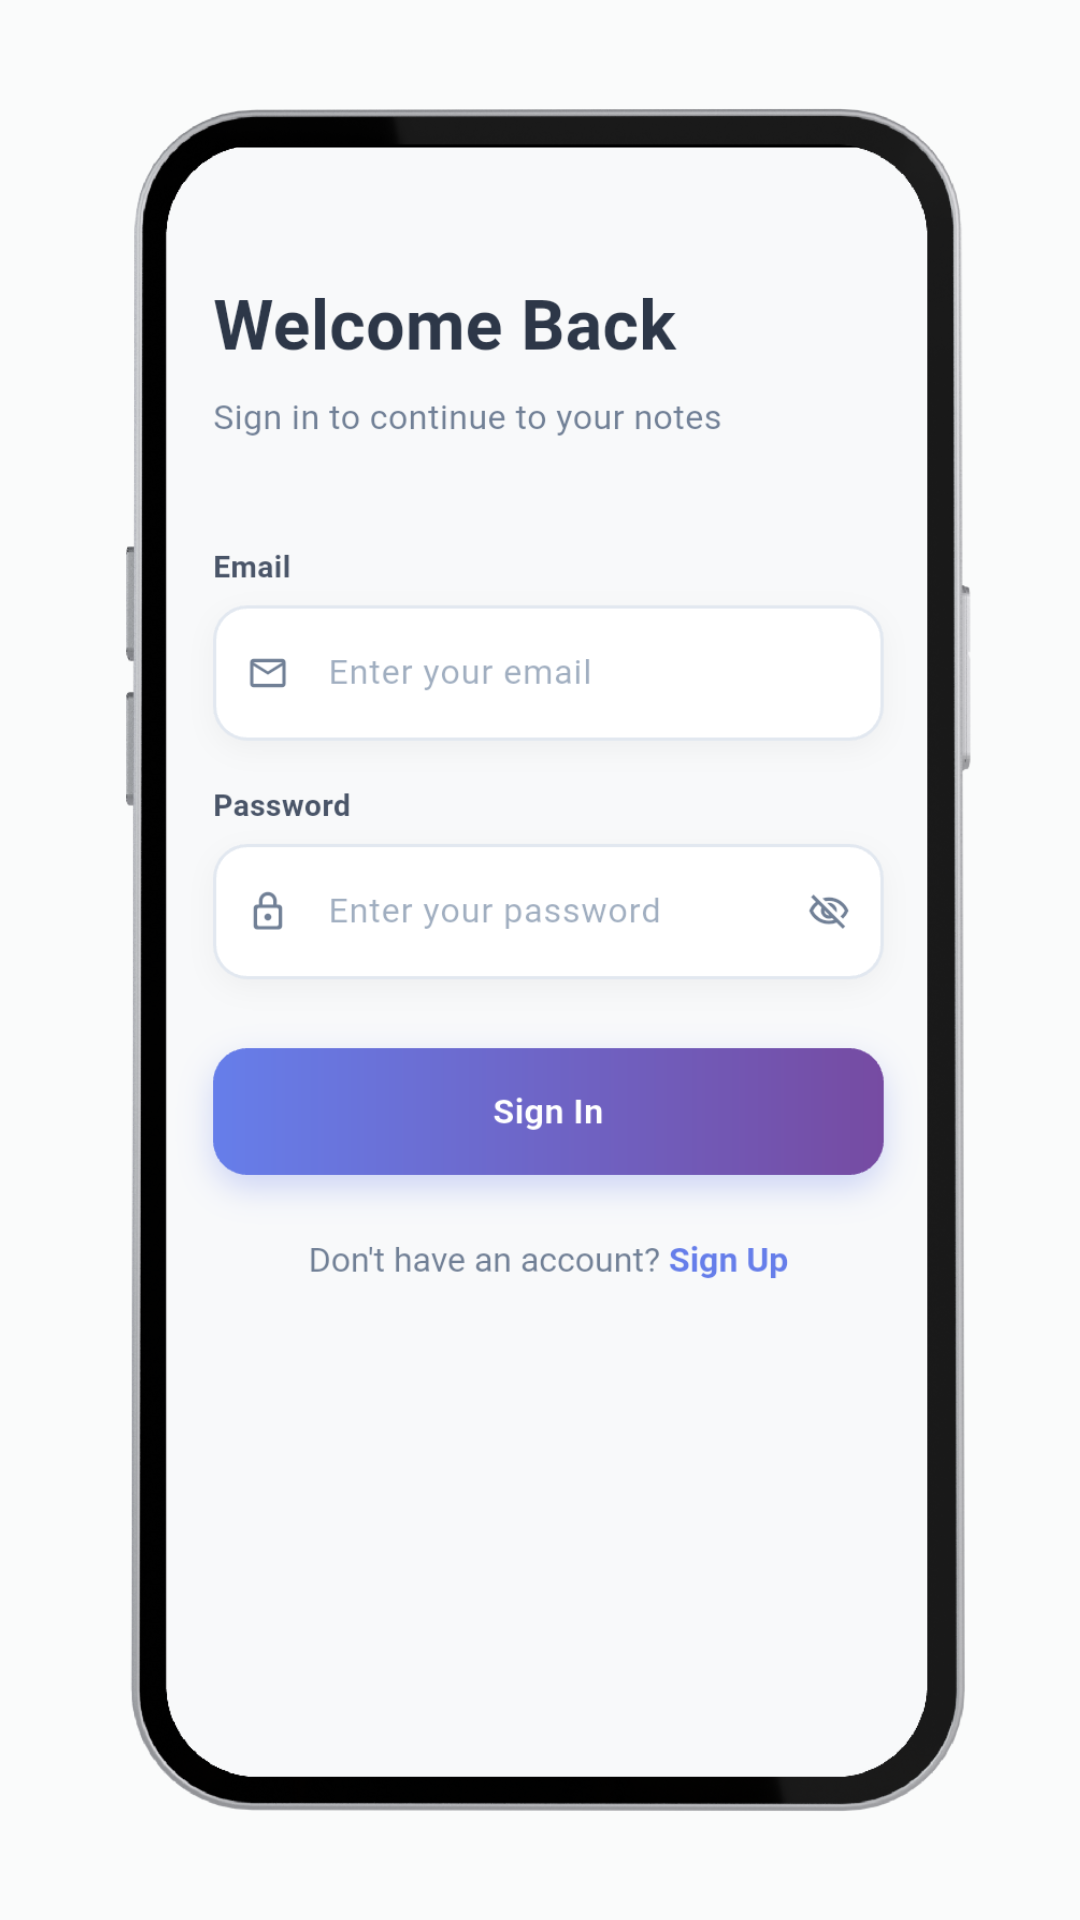 Welcome Back
Sign in to continue to your notes
Email
Enter your email
Password
Enter your password
Sign In
Don't have an account? Sign Up